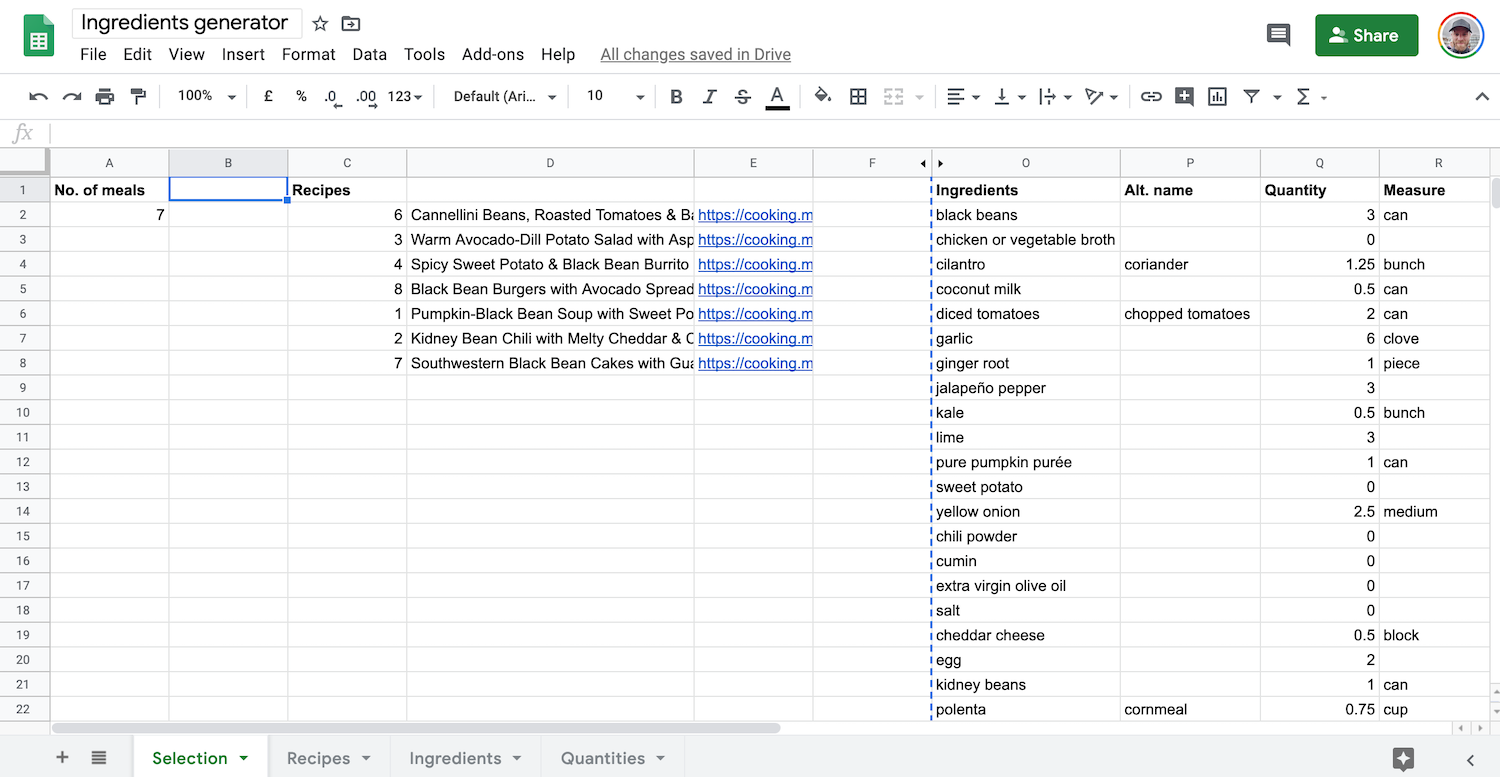 Ingredients generator
File Edit View Insert Format Data Tools Add-ons Help All changes saved in Drive
Share
100% £ % .0 .00 123 Default (Ari... 10 B I S A Σ
fx
A B C D E F O P Q R
1 No. of meals Recipes Ingredients Alt. name Quantity Measure
2 7 6 Cannellini Beans, Roasted Tomatoes & Ba https://cooking.m black beans 3 can
3 3 Warm Avocado-Dill Potato Salad with Asp https://cooking.m chicken or vegetable broth 0
4 4 Spicy Sweet Potato & Black Bean Burrito https://cooking.m cilantro coriander 1.25 bunch
5 8 Black Bean Burgers with Avocado Spread https://cooking.m coconut milk 0.5 can
6 1 Pumpkin-Black Bean Soup with Sweet Po https://cooking.m diced tomatoes chopped tomatoes 2 can
7 2 Kidney Bean Chili with Melty Cheddar & C https://cooking.m garlic 6 clove
8 7 Southwestern Black Bean Cakes with Gua https://cooking.m ginger root 1 piece
9 jalapeño pepper 3
10 kale 0.5 bunch
11 lime 3
12 pure pumpkin purée 1 can
13 sweet potato 0
14 yellow onion 2.5 medium
15 chili powder 0
16 cumin 0
17 extra virgin olive oil 0
18 salt 0
19 cheddar cheese 0.5 block
20 egg 2
21 kidney beans 1 can
22 polenta cornmeal 0.75 cup
Selection Recipes Ingredients Quantities